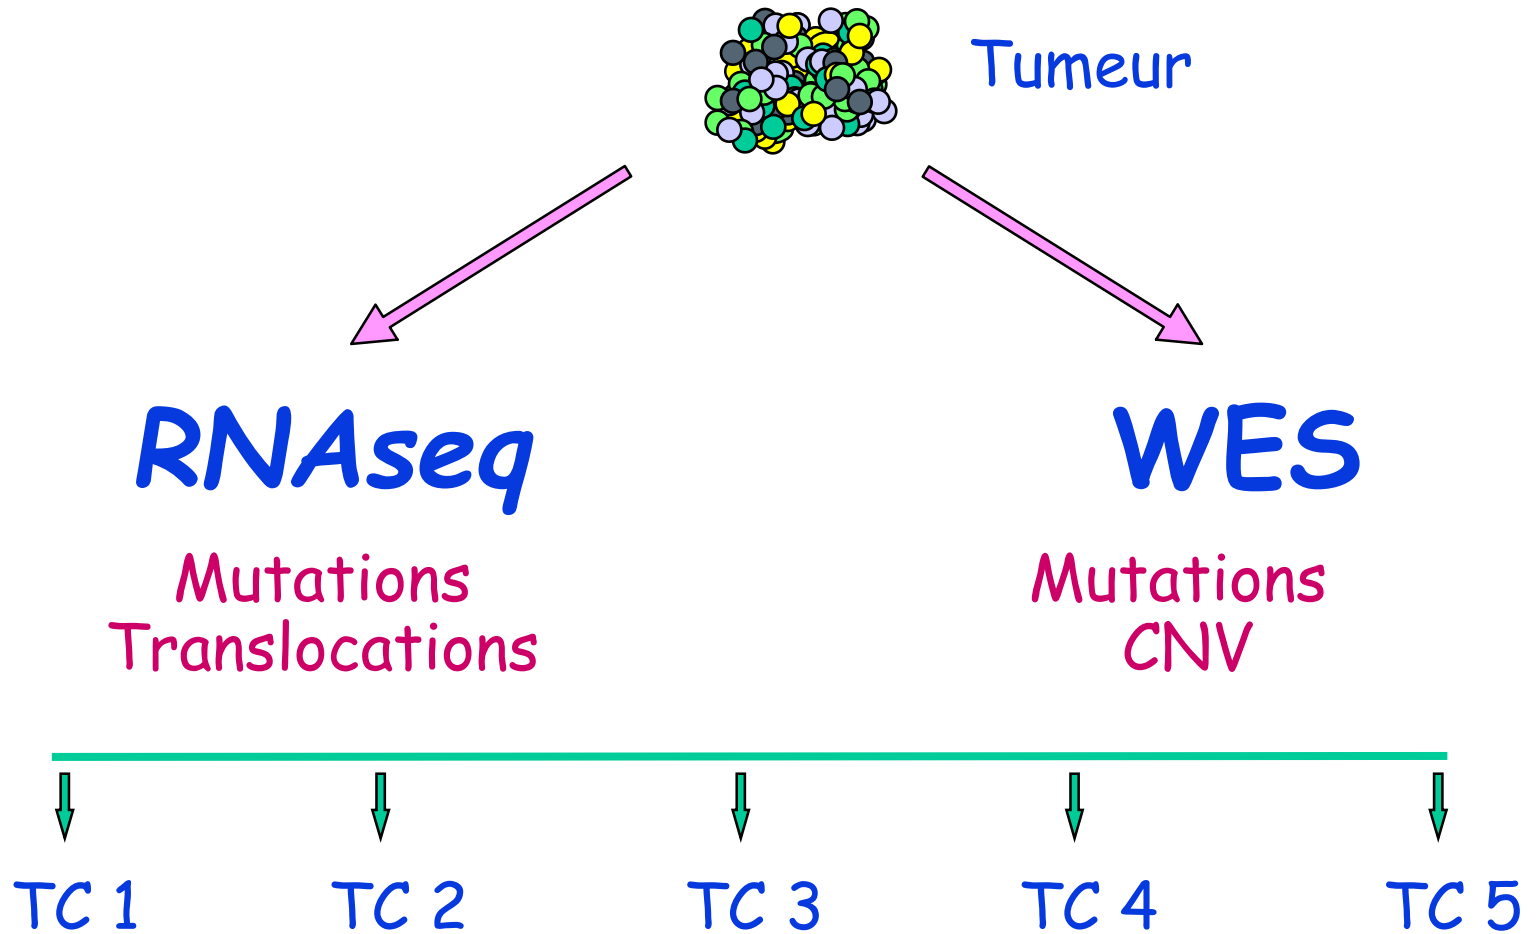 Tumeur
RNAseq
WES
Mutations
Translocations
Mutations
CNV
TC 1
TC 2
TC 3
TC 4
TC 5